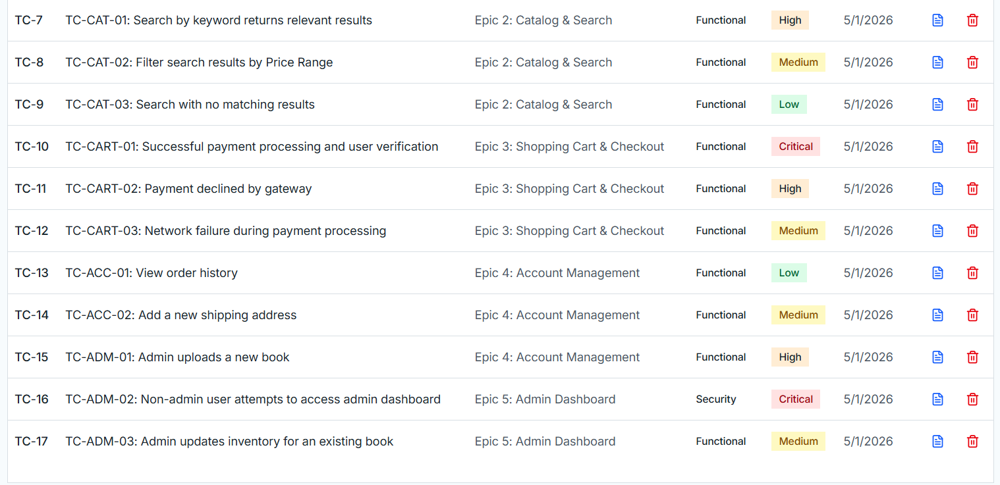 TC-7 TC-CAT-01: Search by keyword returns relevant results Epic 2: Catalog & Search Functional High 5/1/2026
TC-8 TC-CAT-02: Filter search results by Price Range Epic 2: Catalog & Search Functional Medium 5/1/2026
TC-9 TC-CAT-03: Search with no matching results Epic 2: Catalog & Search Functional Low 5/1/2026
TC-10 TC-CART-01: Successful payment processing and user verification Epic 3: Shopping Cart & Checkout Functional Critical 5/1/2026
TC-11 TC-CART-02: Payment declined by gateway Epic 3: Shopping Cart & Checkout Functional High 5/1/2026
TC-12 TC-CART-03: Network failure during payment processing Epic 3: Shopping Cart & Checkout Functional Medium 5/1/2026
TC-13 TC-ACC-01: View order history Epic 4: Account Management Functional Low 5/1/2026
TC-14 TC-ACC-02: Add a new shipping address Epic 4: Account Management Functional Medium 5/1/2026
TC-15 TC-ADM-01: Admin uploads a new book Epic 4: Account Management Functional High 5/1/2026
TC-16 TC-ADM-02: Non-admin user attempts to access admin dashboard Epic 5: Admin Dashboard Security Critical 5/1/2026
TC-17 TC-ADM-03: Admin updates inventory for an existing book Epic 5: Admin Dashboard Functional Medium 5/1/2026